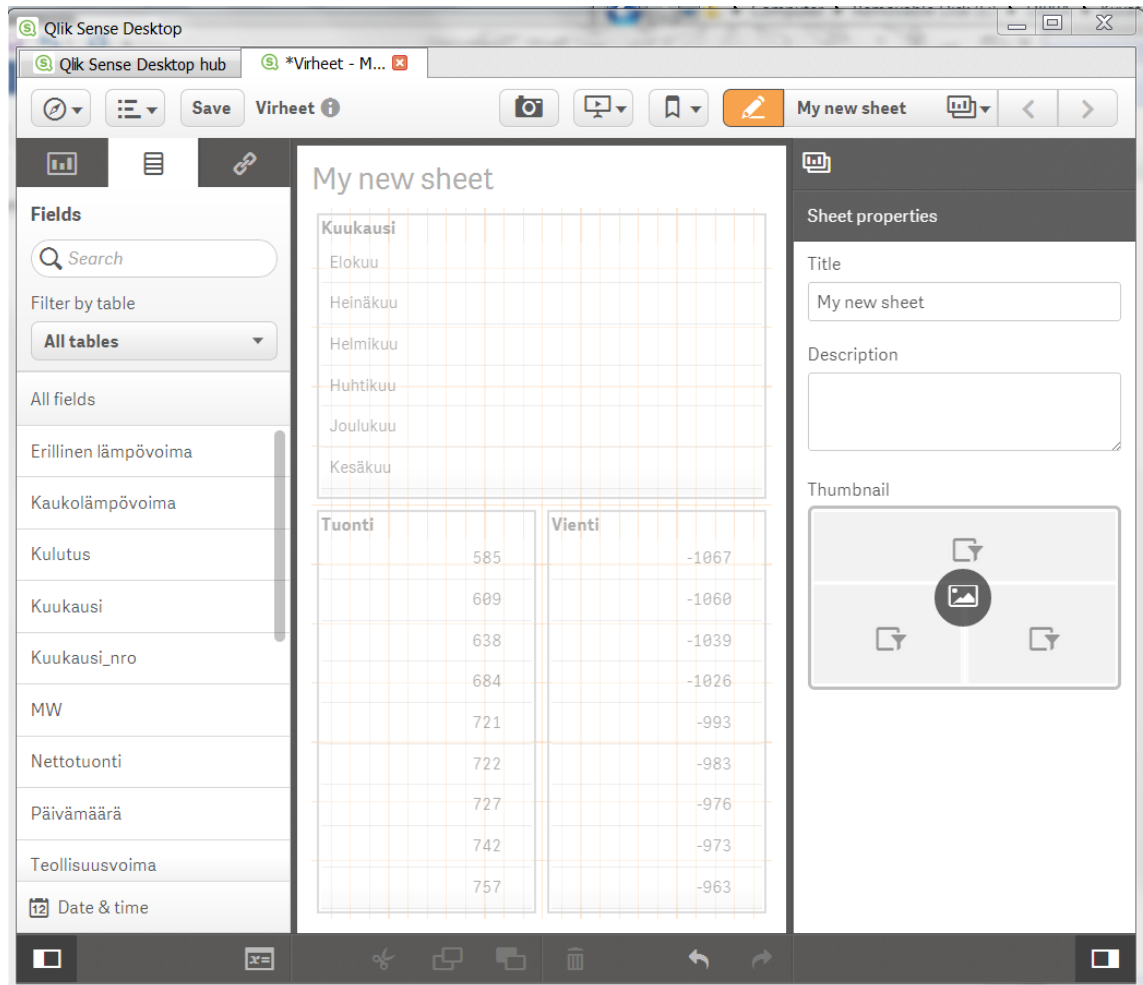 Qlik Sense Desktop
Qlik Sense Desktop hub
*Virheet - M...
Save
Virheet
My new sheet
Fields
Search
Filter by table
All tables
All fields
Erillinen lämpövoima
Kaukolämpövoima
Kulutus
Kuukausi
Kuukausi_nro
MW
Nettotuonti
Päivämäärä
Teollisuusvoima
12 Date & time
x=
My new sheet
Kuukausi
Elokuu
Heinäkuu
Helmikuu
Huhtikuu
Joulukuu
Kesäkuu
Tuonti
585
609
638
684
721
722
727
742
757
Vienti
-1067
-1060
-1039
-1026
-993
-983
-976
-973
-963
Sheet properties
Title
My new sheet
Description
Thumbnail